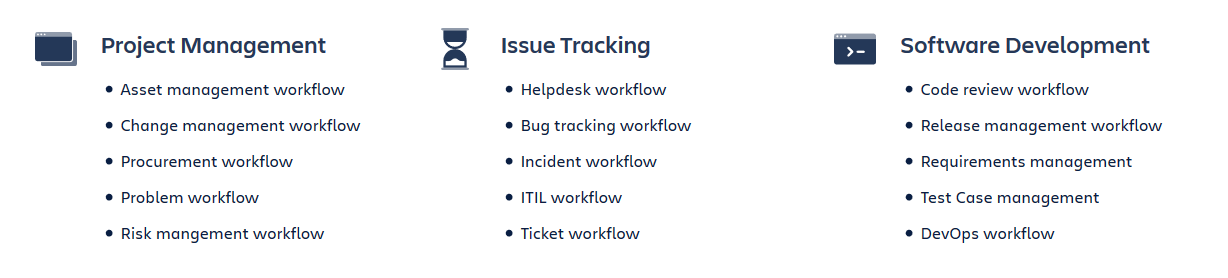 Project Management
Asset management workflow
Change management workflow
Procurement workflow
Problem workflow
Risk mangement workflow
Issue Tracking
Helpdesk workflow
Bug tracking workflow
Incident workflow
ITIL workflow
Ticket workflow
Software Development
Code review workflow
Release management workflow
Requirements management
Test Case management
DevOps workflow